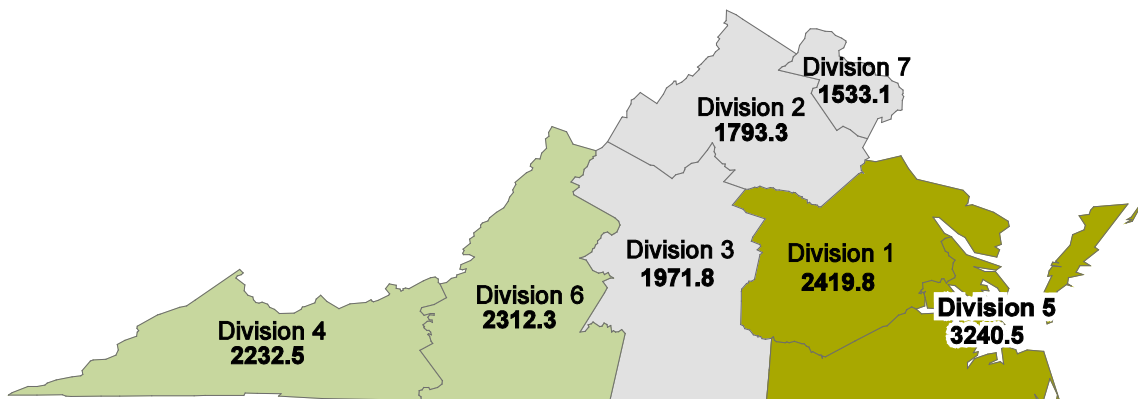 Division 7
1533.1
Division 2
1793.3
Division 3
1971.8
Division 1
2419.8
Division 6
2312.3
Division 5
3240.5
Division 4
2232.5